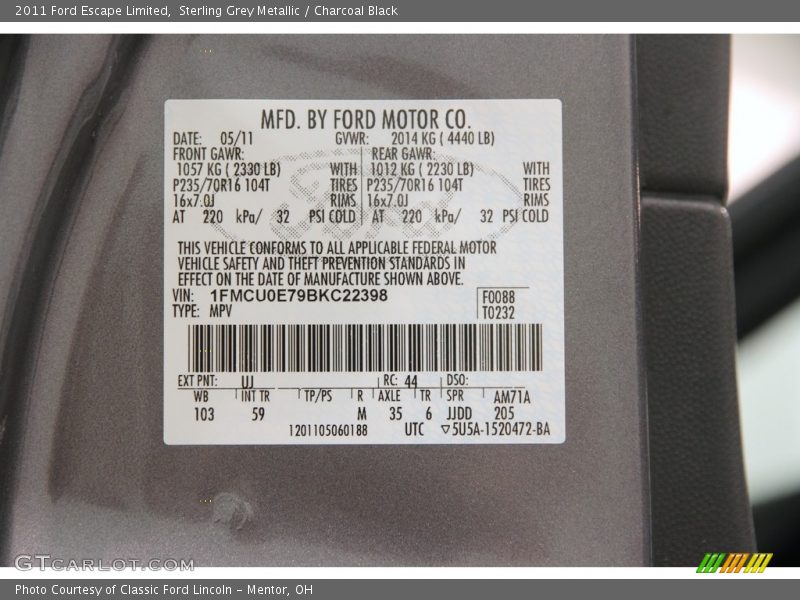 2011 Ford Escape Limited,  Sterling Grey Metallic / Charcoal Black
MFD. BY FORD MOTOR CO.
DATE: 05/11 GVWR: 2014 KG ( 4440 LB)
FRONT GAWR: REAR GAWR:
1057 KG ( 2330 LB) WITH 1012 KG ( 2230 LB) WITH
P235/70R16 104T TIRES P235/70R16 104T TIRES
16x7.0J RIMS 16x7.0J RIMS
AT 220 kPa/ 32 PSI COLD AT 220 kPa/ 32 PSI COLD
THIS VEHICLE CONFORMS TO ALL APPLICABLE FEDERAL MOTOR
VEHICLE SAFETY AND THEFT PREVENTION STANDARDS IN
EFFECT ON THE DATE OF MANUFACTURE SHOWN ABOVE.
VIN: 1FMCU0E79BKC22398 F0088
TYPE: MPV T0232
EXT PNT: UJ RC: 44 DSO:
WB INT TR TP/PS R AXLE TR SPR AM71A
103 59 M 35 6 JJDD 205
1201105060188 UTC ▽5U5A-1520472-BA
GTCARLOT.COM
Photo Courtesy of Classic Ford Lincoln - Mentor, OH